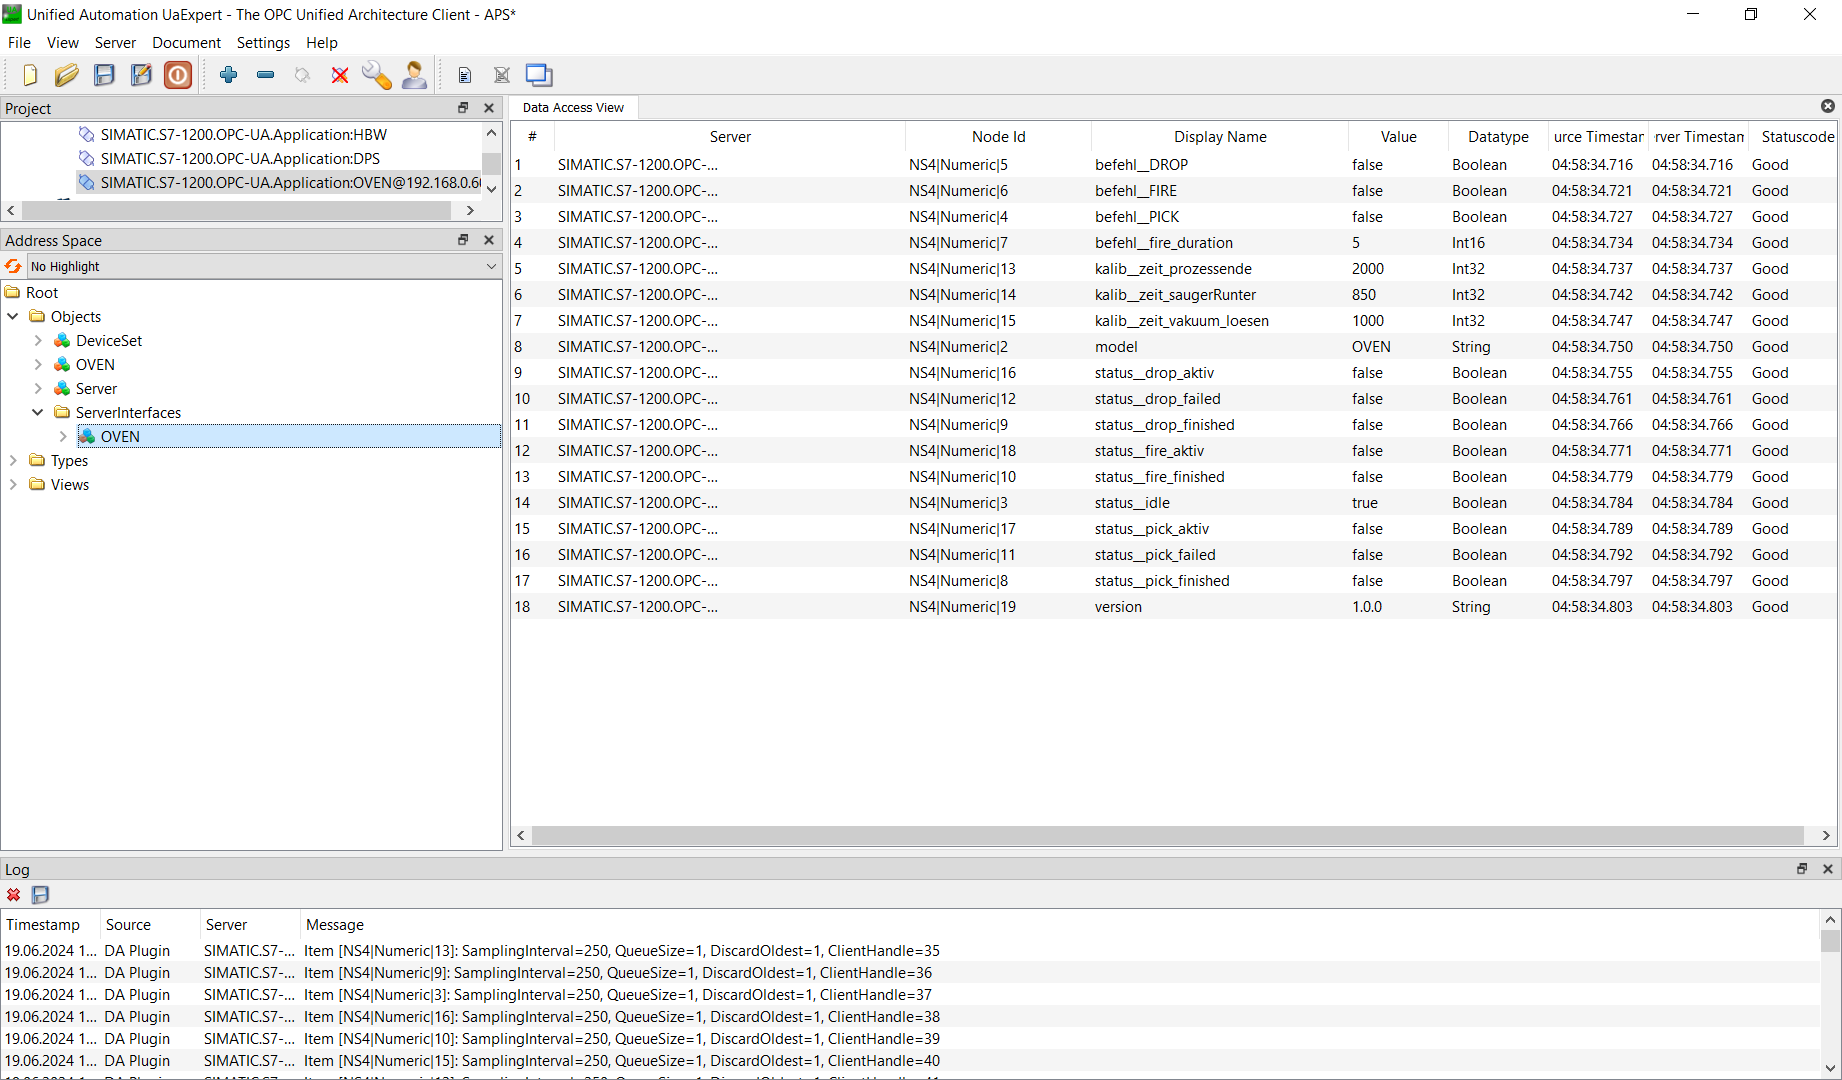 Unified Automation UaExpert - The OPC Unified Architecture Client - APS*
File View Server Document Settings Help
Project
SIMATIC.S7-1200.OPC-UA.Application:HBW
SIMATIC.S7-1200.OPC-UA.Application:DPS
SIMATIC.S7-1200.OPC-UA.Application:OVEN@192.168.0.60
Address Space
No Highlight
Root
Objects
DeviceSet
OVEN
Server
ServerInterfaces
OVEN
Types
Views
Data Access View
# Server Node Id Display Name Value Datatype urce Timestar rver Timestan Statuscode
1 SIMATIC.S7-1200.OPC-... NS4|Numeric|5 befehl__DROP false Boolean 04:58:34.716 04:58:34.716 Good
2 SIMATIC.S7-1200.OPC-... NS4|Numeric|6 befehl__FIRE false Boolean 04:58:34.721 04:58:34.721 Good
3 SIMATIC.S7-1200.OPC-... NS4|Numeric|4 befehl__PICK false Boolean 04:58:34.727 04:58:34.727 Good
4 SIMATIC.S7-1200.OPC-... NS4|Numeric|7 befehl__fire_duration 5 Int16 04:58:34.734 04:58:34.734 Good
5 SIMATIC.S7-1200.OPC-... NS4|Numeric|13 kalib__zeit_prozessende 2000 Int32 04:58:34.737 04:58:34.737 Good
6 SIMATIC.S7-1200.OPC-... NS4|Numeric|14 kalib__zeit_saugerRunter 850 Int32 04:58:34.742 04:58:34.742 Good
7 SIMATIC.S7-1200.OPC-... NS4|Numeric|15 kalib__zeit_vakuum_loesen 1000 Int32 04:58:34.747 04:58:34.747 Good
8 SIMATIC.S7-1200.OPC-... NS4|Numeric|2 model OVEN String 04:58:34.750 04:58:34.750 Good
9 SIMATIC.S7-1200.OPC-... NS4|Numeric|16 status__drop_aktiv false Boolean 04:58:34.755 04:58:34.755 Good
10 SIMATIC.S7-1200.OPC-... NS4|Numeric|12 status__drop_failed false Boolean 04:58:34.761 04:58:34.761 Good
11 SIMATIC.S7-1200.OPC-... NS4|Numeric|9 status__drop_finished false Boolean 04:58:34.766 04:58:34.766 Good
12 SIMATIC.S7-1200.OPC-... NS4|Numeric|18 status__fire_aktiv false Boolean 04:58:34.771 04:58:34.771 Good
13 SIMATIC.S7-1200.OPC-... NS4|Numeric|10 status__fire_finished false Boolean 04:58:34.779 04:58:34.779 Good
14 SIMATIC.S7-1200.OPC-... NS4|Numeric|3 status__idle true Boolean 04:58:34.784 04:58:34.784 Good
15 SIMATIC.S7-1200.OPC-... NS4|Numeric|17 status__pick_aktiv false Boolean 04:58:34.789 04:58:34.789 Good
16 SIMATIC.S7-1200.OPC-... NS4|Numeric|11 status__pick_failed false Boolean 04:58:34.792 04:58:34.792 Good
17 SIMATIC.S7-1200.OPC-... NS4|Numeric|8 status__pick_finished false Boolean 04:58:34.797 04:58:34.797 Good
18 SIMATIC.S7-1200.OPC-... NS4|Numeric|19 version 1.0.0 String 04:58:34.803 04:58:34.803 Good
Log
Timestamp Source Server Message
19.06.2024 1... DA Plugin SIMATIC.S7-... Item [NS4|Numeric|13]: SamplingInterval=250, QueueSize=1, DiscardOldest=1, ClientHandle=35
19.06.2024 1... DA Plugin SIMATIC.S7-... Item [NS4|Numeric|9]: SamplingInterval=250, QueueSize=1, DiscardOldest=1, ClientHandle=36
19.06.2024 1... DA Plugin SIMATIC.S7-... Item [NS4|Numeric|3]: SamplingInterval=250, QueueSize=1, DiscardOldest=1, ClientHandle=37
19.06.2024 1... DA Plugin SIMATIC.S7-... Item [NS4|Numeric|16]: SamplingInterval=250, QueueSize=1, DiscardOldest=1, ClientHandle=38
19.06.2024 1... DA Plugin SIMATIC.S7-... Item [NS4|Numeric|10]: SamplingInterval=250, QueueSize=1, DiscardOldest=1, ClientHandle=39
19.06.2024 1... DA Plugin SIMATIC.S7-... Item [NS4|Numeric|15]: SamplingInterval=250, QueueSize=1, DiscardOldest=1, ClientHandle=40